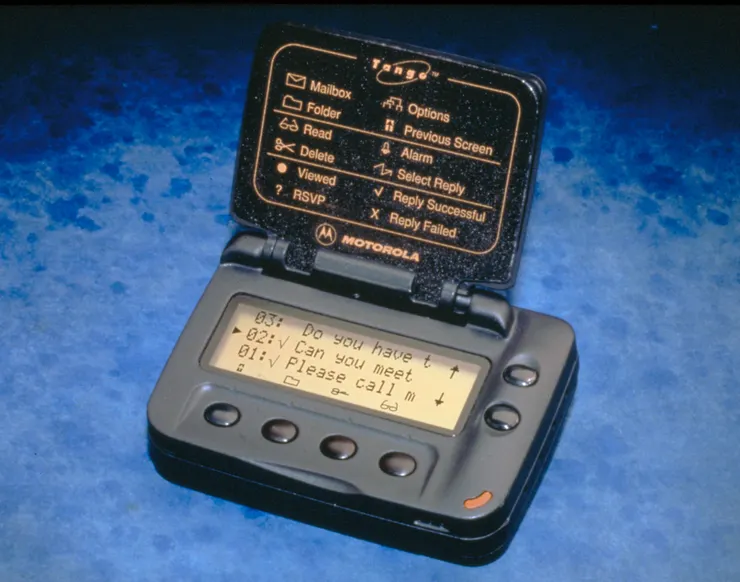 Tango™
Mailbox
Folder
Read
Delete
Viewed
? RSVP
Options
Previous Screen
Alarm
Select Reply
✓ Reply Successful
X Reply Failed
MOTOROLA
03: Do you have t
02:√ Can you meet
01:√ Please call m